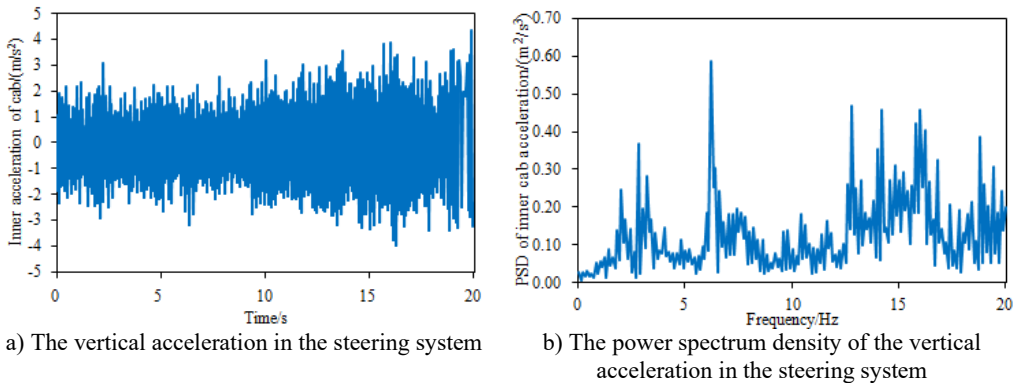 5
4
3
2
1
0
-1
-2
-3
-4
-5
Inner acceleration of cab/(m/s²)
0 5 10 15 20
Time/s
a) The vertical acceleration in the steering system
0.70
0.60
0.50
0.40
0.30
0.20
0.10
0.00
PSD of inner cab acceleration/(m²/s³)
0 5 10 15 20
Frequency/Hz
b) The power spectrum density of the vertical
acceleration in the steering system